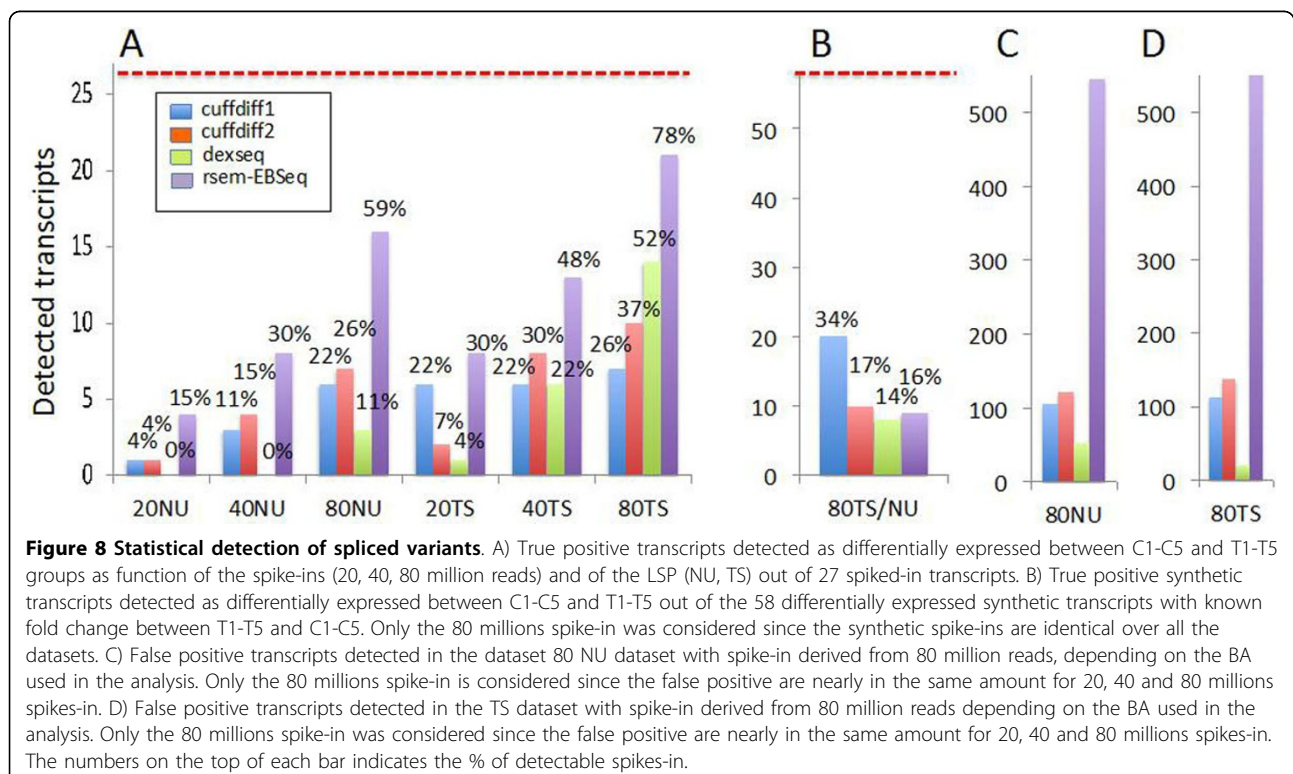 A
B
C
D
Detected transcripts
25
20
15
10
5
0
cuffdiff1
cuffdiff2
dexseq
rsem-EBSeq
4%
4%
0%
15%
11%
15%
0%
30%
22%
26%
11%
59%
22%
7%
4%
30%
22%
30%
22%
48%
26%
37%
52%
78%
20NU 40NU 80NU 20TS 40TS 80TS
50
40
30
20
10
0
34%
17%
14%
16%
80TS/NU
500
400
300
200
100
0
80NU
500
400
300
200
100
0
80TS
Figure 8 Statistical detection of spliced variants. A) True positive transcripts detected as differentially expressed between C1-C5 and T1-T5
groups as function of the spike-ins (20, 40, 80 million reads) and of the LSP (NU, TS) out of 27 spiked-in transcripts. B) True positive synthetic
transcripts detected as differentially expressed between C1-C5 and T1-T5 out of the 58 differentially expressed synthetic transcripts with known
fold change between T1-T5 and C1-C5. Only the 80 millions spike-in was considered since the synthetic spike-ins are identical over all the
datasets. C) False positive transcripts detected in the dataset 80 NU dataset with spike-in derived from 80 million reads, depending on the BA
used in the analysis. Only the 80 millions spike-in is considered since the false positive are nearly in the same amount for 20, 40 and 80 millions
spikes-in. D) False positive transcripts detected in the TS dataset with spike-in derived from 80 million reads depending on the BA used in the
analysis. Only the 80 millions spike-in was considered since the false positive are nearly in the same amount for 20, 40 and 80 millions spikes-in.
The numbers on the top of each bar indicates the % of detectable spikes-in.